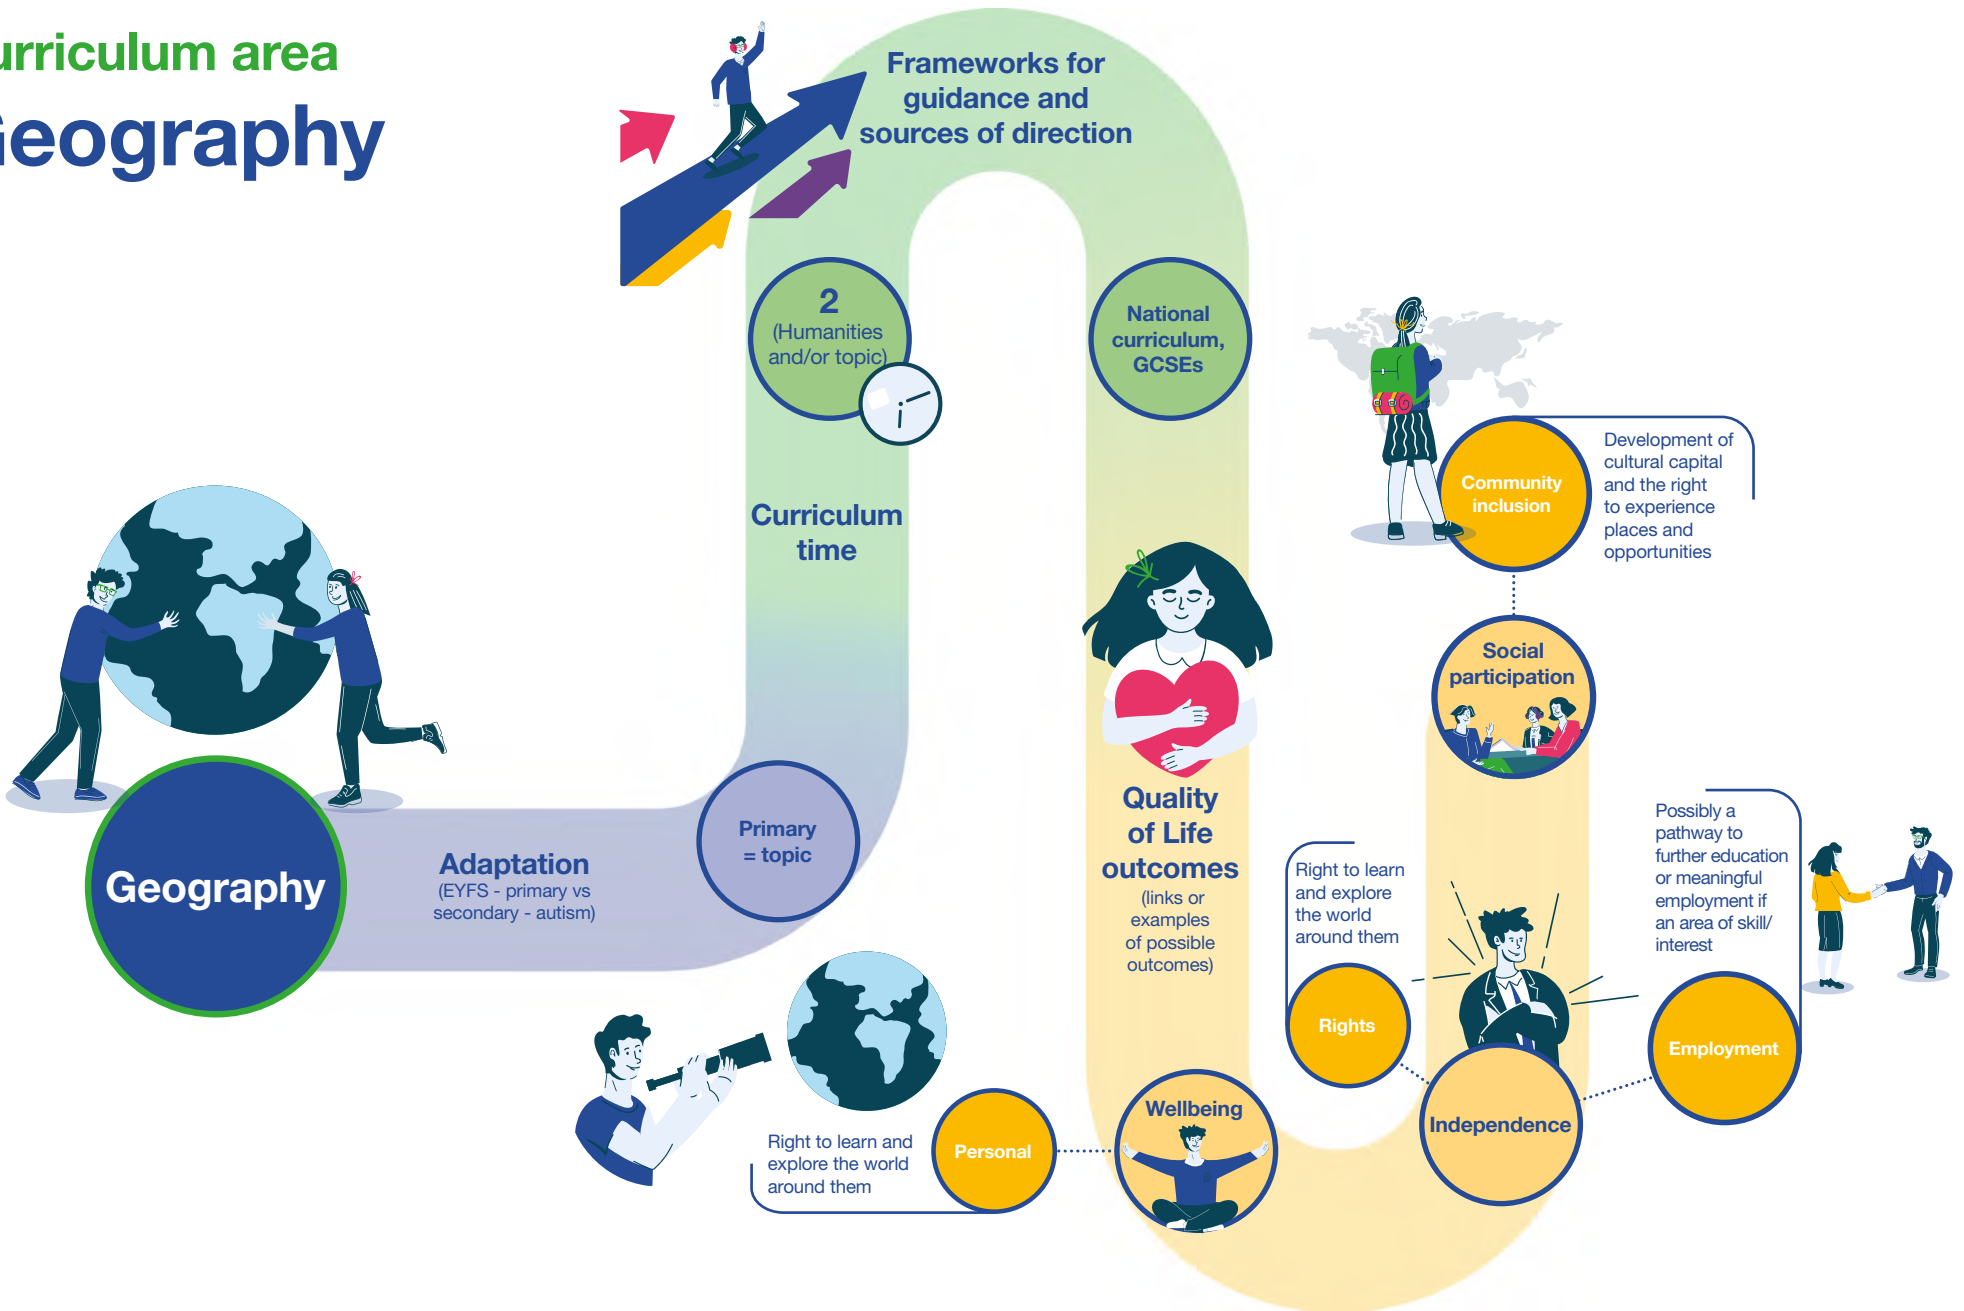 urriculum area
Geography
Frameworks for
guidance and
sources of direction
2
(Humanities
and/or topic)
National
curriculum,
GCSEs
Curriculum
time
Geography
Adaptation
(EYFS - primary vs
secondary - autism)
Primary
= topic
Quality
of Life
outcomes
(links or
examples
of possible
outcomes)
Community
inclusion
Development of
cultural capital
and the right
to experience
places and
opportunities
Social
participation
Right to learn
and explore
the world
around them
Rights
Possibly a
pathway to
further education
or meaningful
employment if
an area of skill/
interest
Employment
Independence
Wellbeing
Personal
Right to learn and
explore the world
around them